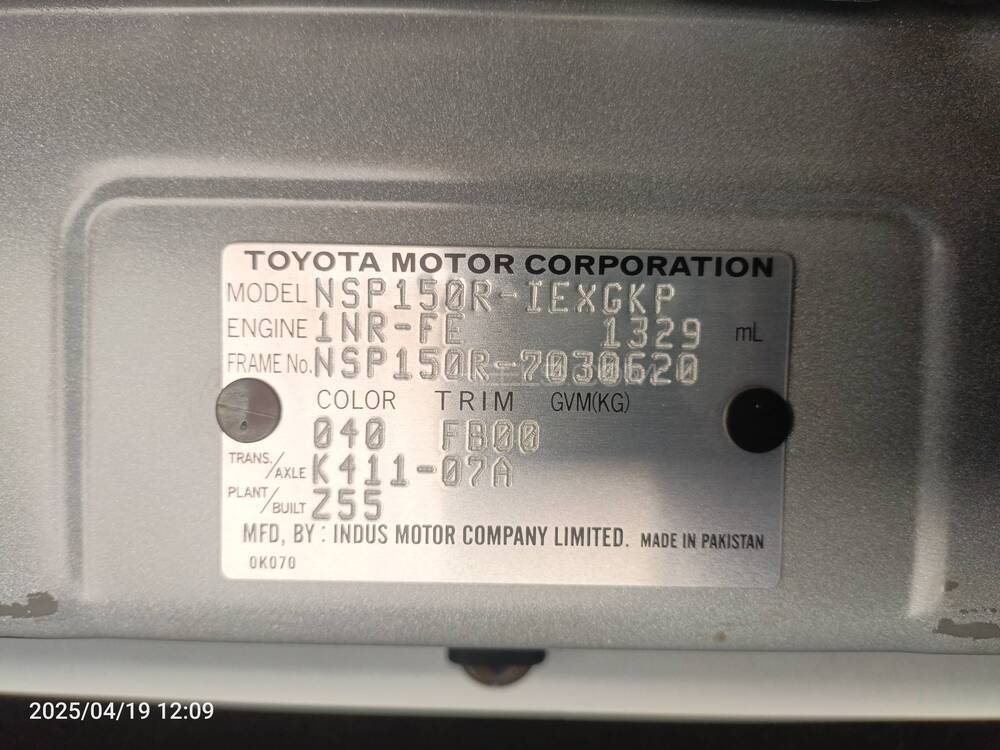 TOYOTA MOTOR CORPORATION
MODEL NSP150R-IEXGKP
ENGINE 1NR-FE 1329 mL
FRAME No. NSP150R-7030620
COLOR TRIM GVM(KG)
040 FB00
TRANS./AXLE K411-07A
PLANT/BUILT Z55
MFD, BY : INDUS MOTOR COMPANY LIMITED. MADE IN PAKISTAN
0K070
2025/04/19 12:09